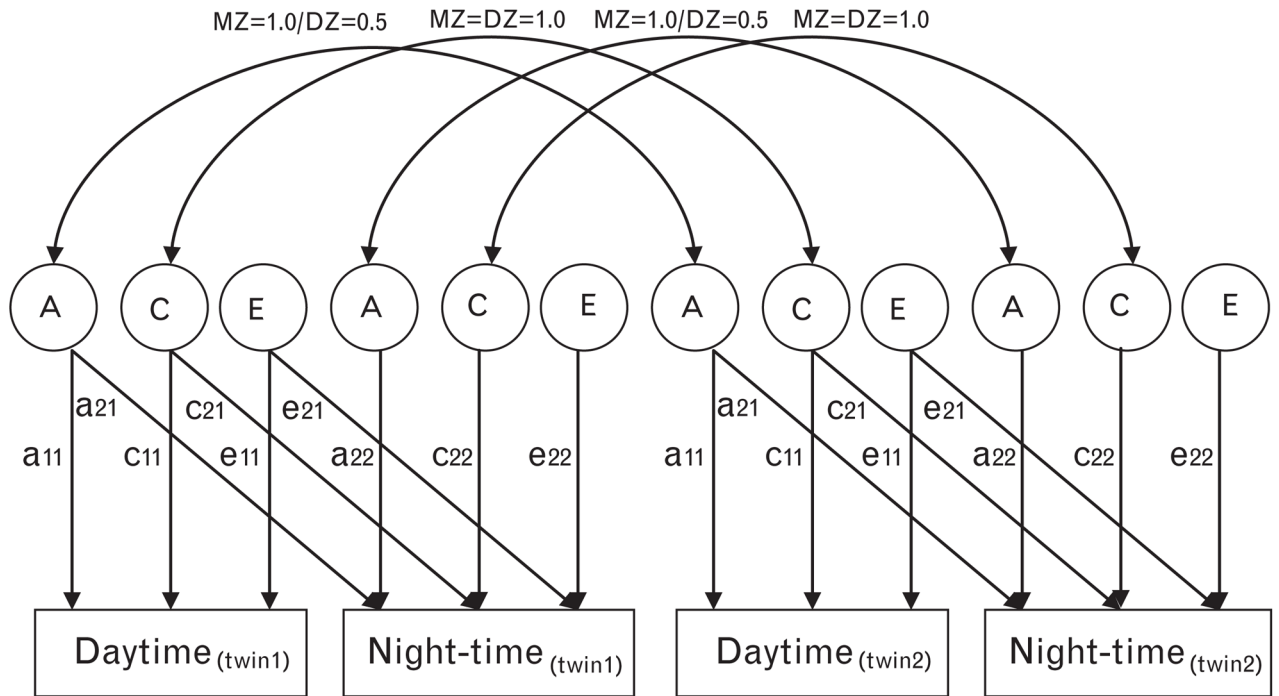 MZ=1.0/DZ=0.5 MZ=DZ=1.0 MZ=1.0/DZ=0.5 MZ=DZ=1.0
A C E A C E A C E A C E
a21 c21 e21 a21 c21 e21
a11 c11 e11 a22 c22 e22 a11 c11 e11 a22 c22 e22
Daytime(twin1) Night-time(twin1) Daytime(twin2) Night-time(twin2)